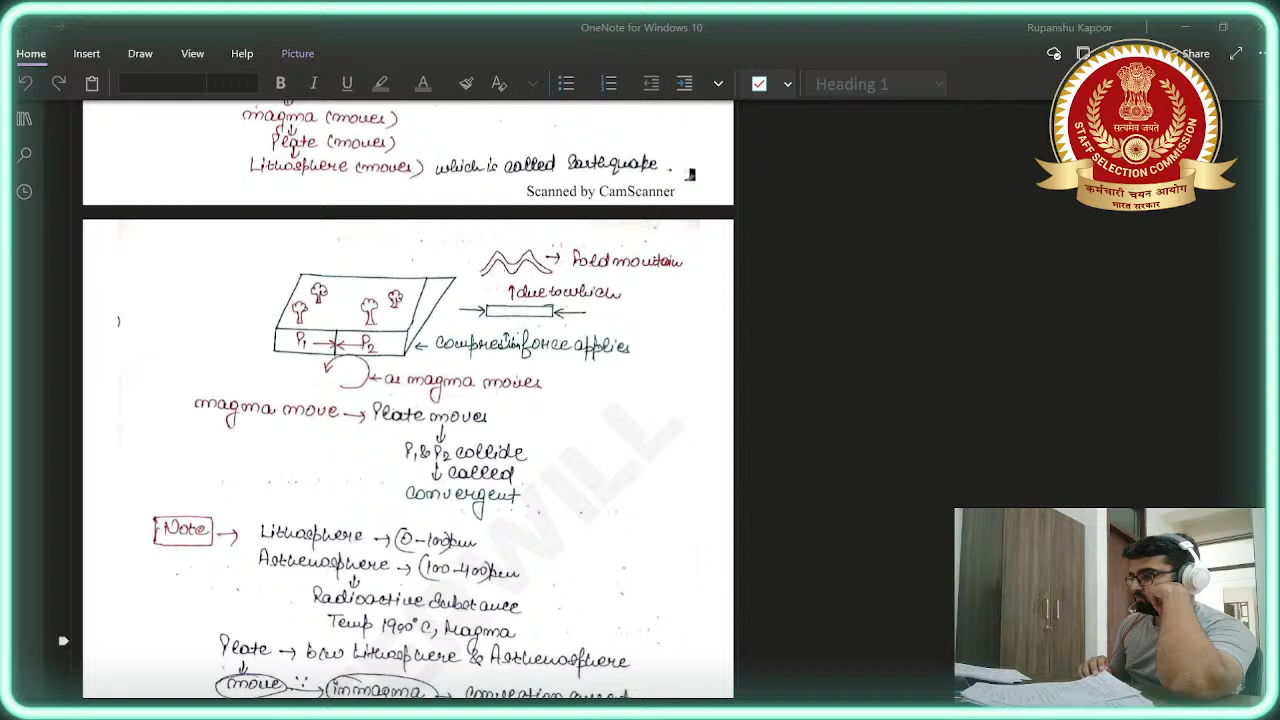 OneNote for Windows 10
Rupanshu Kapoor
Home Insert Draw View Help Picture
Share
B I U A
Heading 1
STAFF SELECTION COMMISSION
सत्यमेव जयते
कर्मचारी चयन आयोग
भारत सरकार
magma (moves)
Plate (moves)
Lithosphere (moves) which is called Earthquake.
Scanned by CamScanner
Fold mountain
↑ due to which
P1 → ← P2
← compression force applies
← as magma moves
magma move → Plate moves
P1 & P2 collide
↓ called
convergent
Note → Lithosphere → 0-100km
Asthenosphere → (100-400)km
Radioactive Substance
Temp 1900°C, Magma
Plate → b/w Lithosphere & Asthenosphere
move ∵ → in magma →
WILL